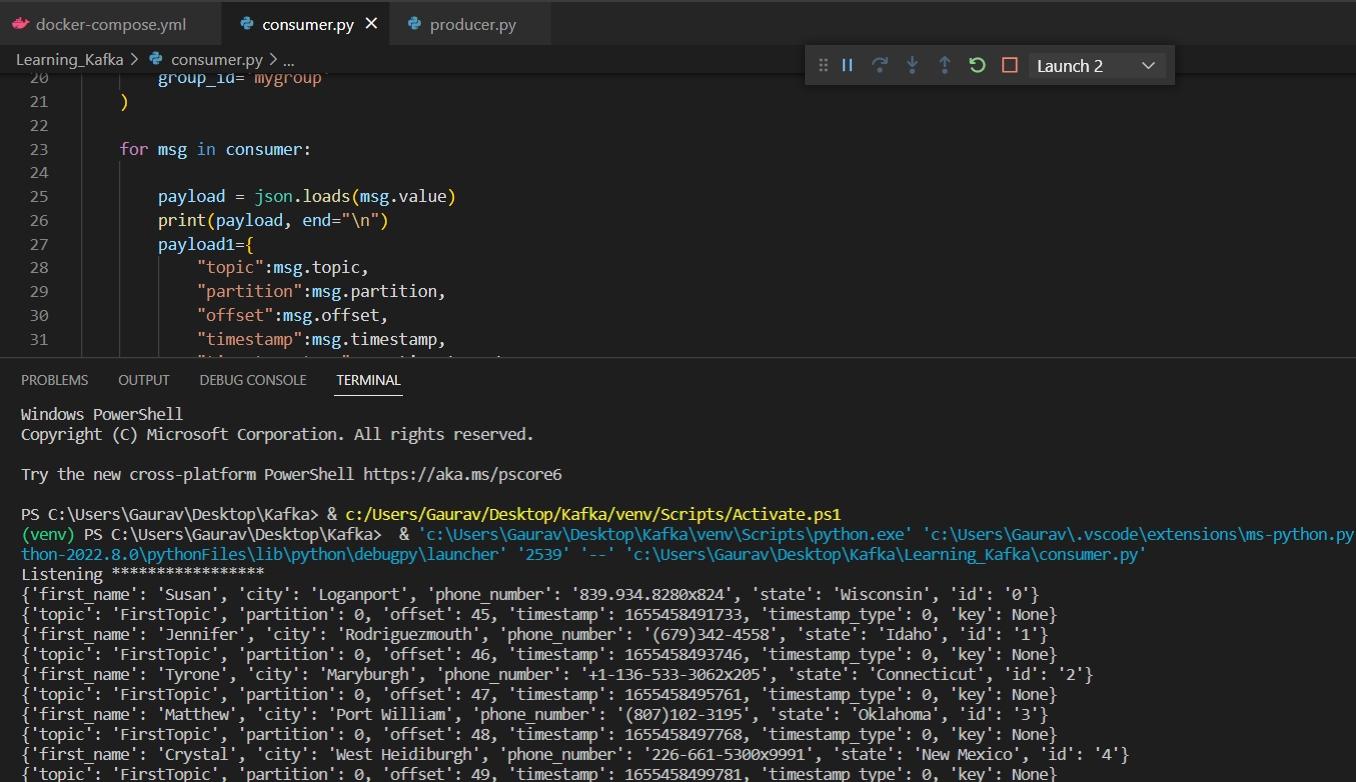 docker-compose.yml consumer.py producer.py
Learning_Kafka > consumer.py > ...
Launch 2
20 group_id='mygroup'
21 )
22
23 for msg in consumer:
24
25 payload = json.loads(msg.value)
26 print(payload, end="\n")
27 payload1={
28 "topic":msg.topic,
29 "partition":msg.partition,
30 "offset":msg.offset,
31 "timestamp":msg.timestamp,
PROBLEMS OUTPUT DEBUG CONSOLE TERMINAL
Windows PowerShell
Copyright (C) Microsoft Corporation. All rights reserved.
Try the new cross-platform PowerShell https://aka.ms/pscore6
PS C:\Users\Gaurav\Desktop\Kafka> & c:/Users/Gaurav/Desktop/Kafka/venv/Scripts/Activate.ps1
(venv) PS C:\Users\Gaurav\Desktop\Kafka>  & 'c:\Users\Gaurav\Desktop\Kafka\venv\Scripts\python.exe' 'c:\Users\Gaurav\.vscode\extensions\ms-python.py
thon-2022.8.0\pythonFiles\lib\python\debugpy\launcher' '2539' '--' 'c:\Users\Gaurav\Desktop\Kafka\Learning_Kafka\consumer.py'
Listening *****************
{'first_name': 'Susan', 'city': 'Loganport', 'phone_number': '839.934.8280x824', 'state': 'Wisconsin', 'id': '0'}
{'topic': 'FirstTopic', 'partition': 0, 'offset': 45, 'timestamp': 1655458491733, 'timestamp_type': 0, 'key': None}
{'first_name': 'Jennifer', 'city': 'Rodriguezmouth', 'phone_number': '(679)342-4558', 'state': 'Idaho', 'id': '1'}
{'topic': 'FirstTopic', 'partition': 0, 'offset': 46, 'timestamp': 1655458493746, 'timestamp_type': 0, 'key': None}
{'first_name': 'Tyrone', 'city': 'Maryburgh', 'phone_number': '+1-136-533-3062x205', 'state': 'Connecticut', 'id': '2'}
{'topic': 'FirstTopic', 'partition': 0, 'offset': 47, 'timestamp': 1655458495761, 'timestamp_type': 0, 'key': None}
{'first_name': 'Matthew', 'city': 'Port William', 'phone_number': '(807)102-3195', 'state': 'Oklahoma', 'id': '3'}
{'topic': 'FirstTopic', 'partition': 0, 'offset': 48, 'timestamp': 1655458497768, 'timestamp_type': 0, 'key': None}
{'first_name': 'Crystal', 'city': 'West Heidiburgh', 'phone_number': '226-661-5300x9991', 'state': 'New Mexico', 'id': '4'}
{'topic': 'FirstTopic', 'partition': 0, 'offset': 49, 'timestamp': 1655458499781, 'timestamp_type': 0, 'key': None}